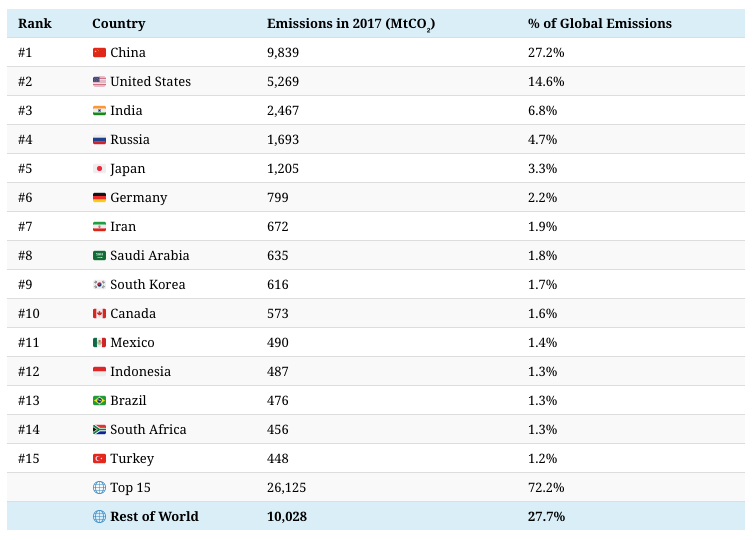 Rank Country Emissions in 2017 (MtCO₂) % of Global Emissions
#1 China 9,839 27.2%
#2 United States 5,269 14.6%
#3 India 2,467 6.8%
#4 Russia 1,693 4.7%
#5 Japan 1,205 3.3%
#6 Germany 799 2.2%
#7 Iran 672 1.9%
#8 Saudi Arabia 635 1.8%
#9 South Korea 616 1.7%
#10 Canada 573 1.6%
#11 Mexico 490 1.4%
#12 Indonesia 487 1.3%
#13 Brazil 476 1.3%
#14 South Africa 456 1.3%
#15 Turkey 448 1.2%
Top 15 26,125 72.2%
Rest of World 10,028 27.7%